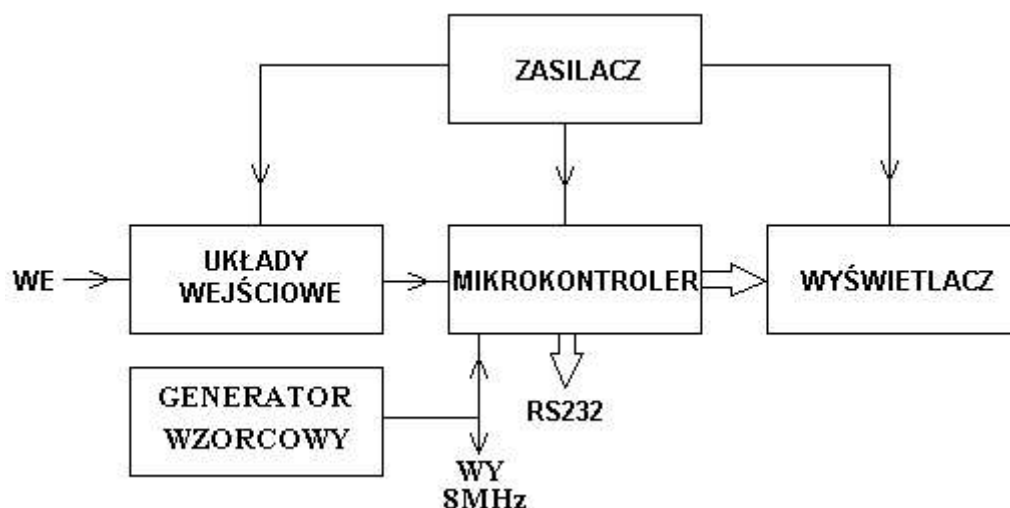 ZASILACZ
WE
UKŁADY
WEJŚCIOWE
MIKROKONTROLER
WYŚWIETLACZ
GENERATOR
WZORCOWY
RS232
WY
8MHz